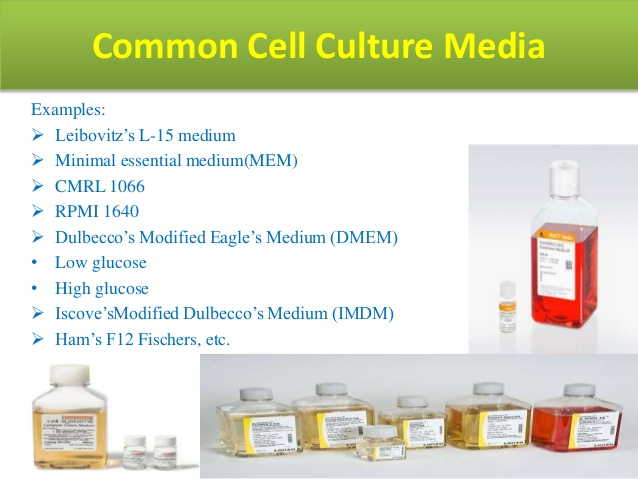 Common Cell Culture Media
Examples:
➢ Leibovitz’s L-15 medium
➢ Minimal essential medium(MEM)
➢ CMRL 1066
➢ RPMI 1640
➢ Dulbecco’s Modified Eagle’s Medium (DMEM)
• Low glucose
• High glucose
➢ Iscove’sModified Dulbecco’s Medium (IMDM)
➢ Ham’s F12 Fischers, etc.